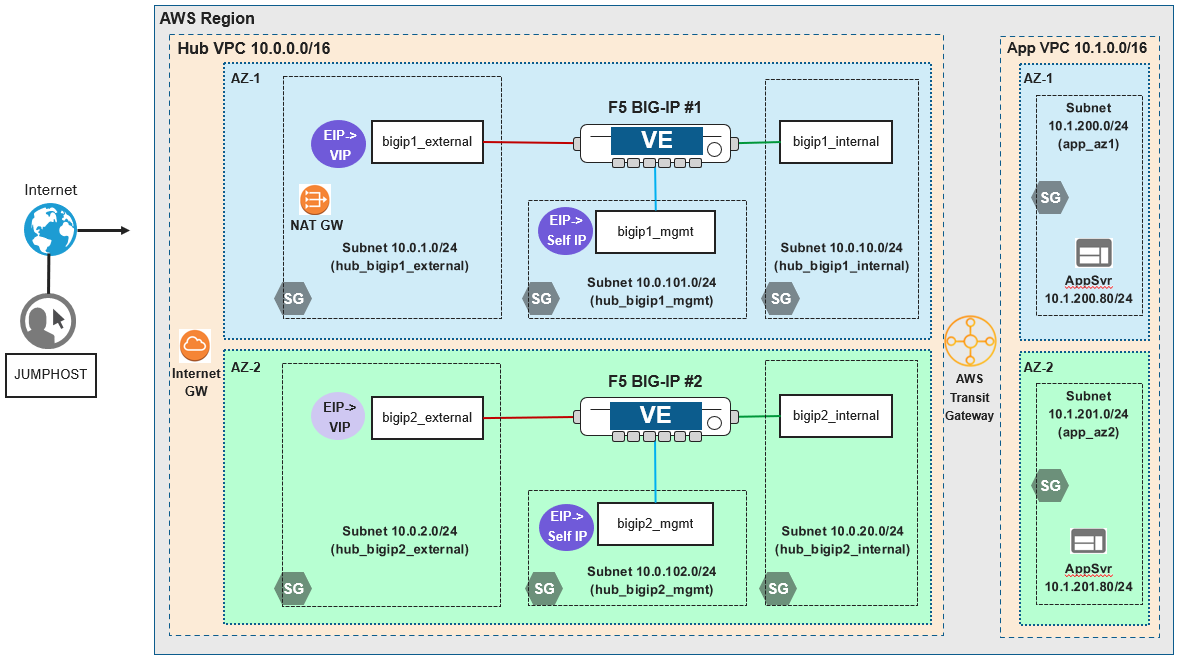 AWS Region
Hub VPC 10.0.0.0/16
AZ-1
EIP->
VIP
bigip1_external
NAT GW
Subnet 10.0.1.0/24
(hub_bigip1_external)
SG
F5 BIG-IP #1
VE
EIP->
Self IP
bigip1_mgmt
Subnet 10.0.101.0/24
(hub_bigip1_mgmt)
SG
bigip1_internal
Subnet 10.0.10.0/24
(hub_bigip1_internal)
SG
Internet
JUMPHOST
Internet
GW
AZ-2
EIP->
VIP
bigip2_external
Subnet 10.0.2.0/24
(hub_bigip2_external)
SG
F5 BIG-IP #2
VE
EIP->
Self IP
bigip2_mgmt
Subnet 10.0.102.0/24
(hub_bigip2_mgmt)
SG
bigip2_internal
Subnet 10.0.20.0/24
(hub_bigip2_internal)
SG
AWS
Transit
Gateway
App VPC 10.1.0.0/16
AZ-1
Subnet
10.1.200.0/24
(app_az1)
SG
AppSvr
10.1.200.80/24
AZ-2
Subnet
10.1.201.0/24
(app_az2)
SG
AppSvr
10.1.201.80/24